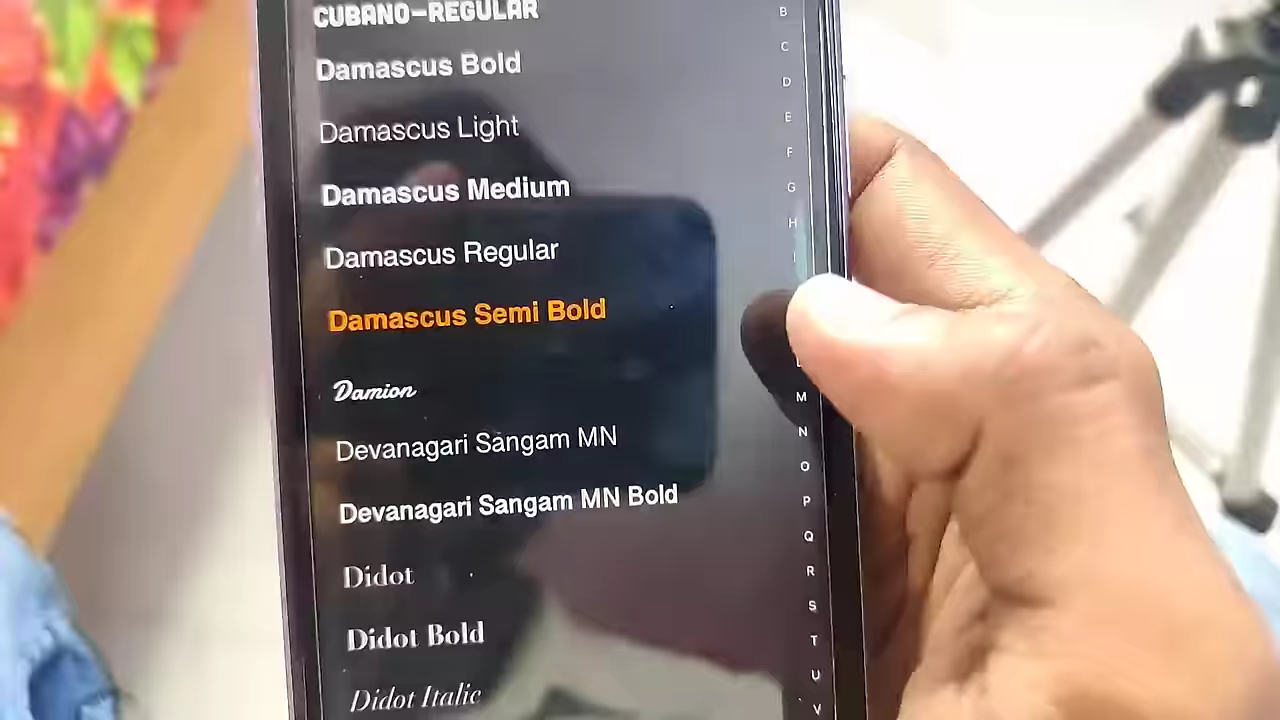 CUBANO-REGULAR
Damascus Bold
Damascus Light
Damascus Medium
Damascus Regular
Damascus Semi Bold
Damion
Devanagari Sangam MN
Devanagari Sangam MN Bold
Didot
Didot Bold
Didot Italic
B
C
D
E
F
G
H
I
L
M
N
O
P
Q
R
S
T
U
V